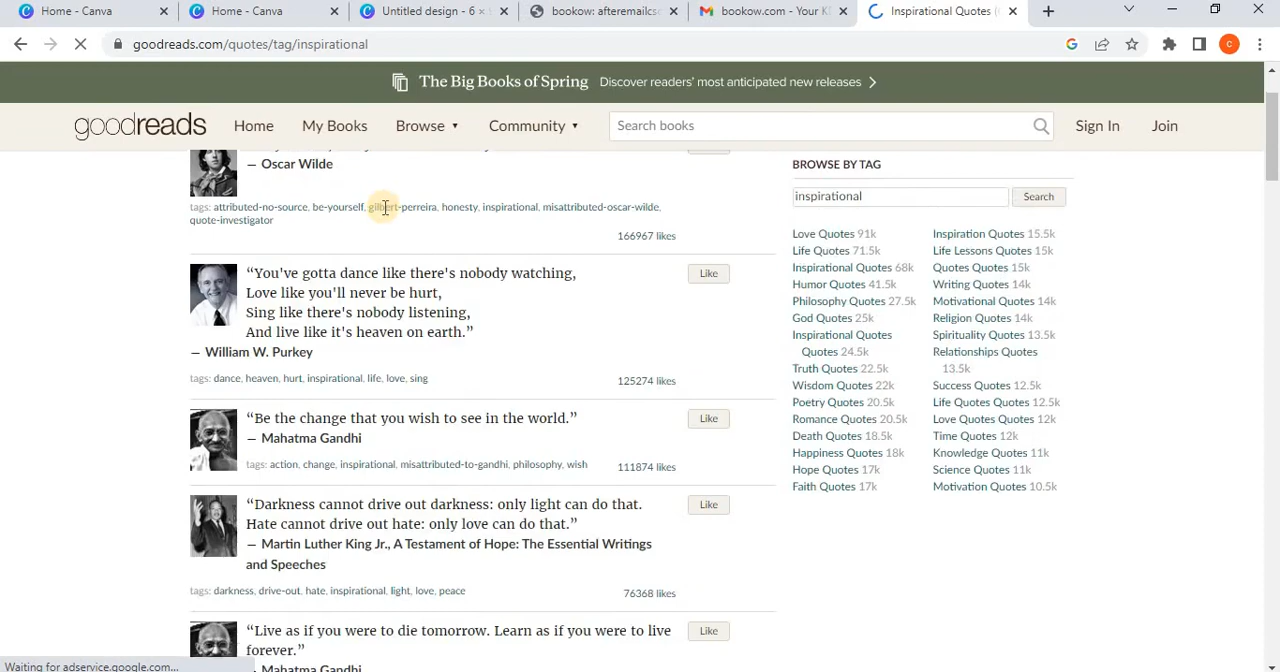 Home - Canva
Home - Canva
Untitled design - 6 ×
bookow: afteremailcs
bookow.com - Your K
Inspirational Quotes (
goodreads.com/quotes/tag/inspirational
G
c
The Big Books of Spring Discover readers' most anticipated new releases
goodreads
Home
My Books
Browse
Community
Search books
Sign In
Join
— Oscar Wilde
tags: attributed-no-source, be-yourself, gilbert-perreira, honesty, inspirational, misattributed-oscar-wilde,
quote-investigator
166967 likes
“You've gotta dance like there's nobody watching,
Love like you'll never be hurt,
Sing like there's nobody listening,
And live like it's heaven on earth.”
— William W. Purkey
tags: dance, heaven, hurt, inspirational, life, love, sing
125274 likes
Like
“Be the change that you wish to see in the world.”
— Mahatma Gandhi
tags: action, change, inspirational, misattributed-to-gandhi, philosophy, wish
111874 likes
Like
“Darkness cannot drive out darkness: only light can do that.
Hate cannot drive out hate: only love can do that.”
— Martin Luther King Jr., A Testament of Hope: The Essential Writings
and Speeches
tags: darkness, drive-out, hate, inspirational, light, love, peace
76368 likes
Like
“Live as if you were to die tomorrow. Learn as if you were to live
forever.”
— Mahatma Gandhi
Like
BROWSE BY TAG
inspirational
Search
Love Quotes 91k
Life Quotes 71.5k
Inspirational Quotes 68k
Humor Quotes 41.5k
Philosophy Quotes 27.5k
God Quotes 25k
Inspirational Quotes
Quotes 24.5k
Truth Quotes 22.5k
Wisdom Quotes 22k
Poetry Quotes 20.5k
Romance Quotes 20.5k
Death Quotes 18.5k
Happiness Quotes 18k
Hope Quotes 17k
Faith Quotes 17k
Inspiration Quotes 15.5k
Life Lessons Quotes 15k
Quotes Quotes 15k
Writing Quotes 14k
Motivational Quotes 14k
Religion Quotes 14k
Spirituality Quotes 13.5k
Relationships Quotes
13.5k
Success Quotes 12.5k
Life Quotes Quotes 12.5k
Love Quotes Quotes 12k
Time Quotes 12k
Knowledge Quotes 11k
Science Quotes 11k
Motivation Quotes 10.5k
Waiting for adservice.google.com...